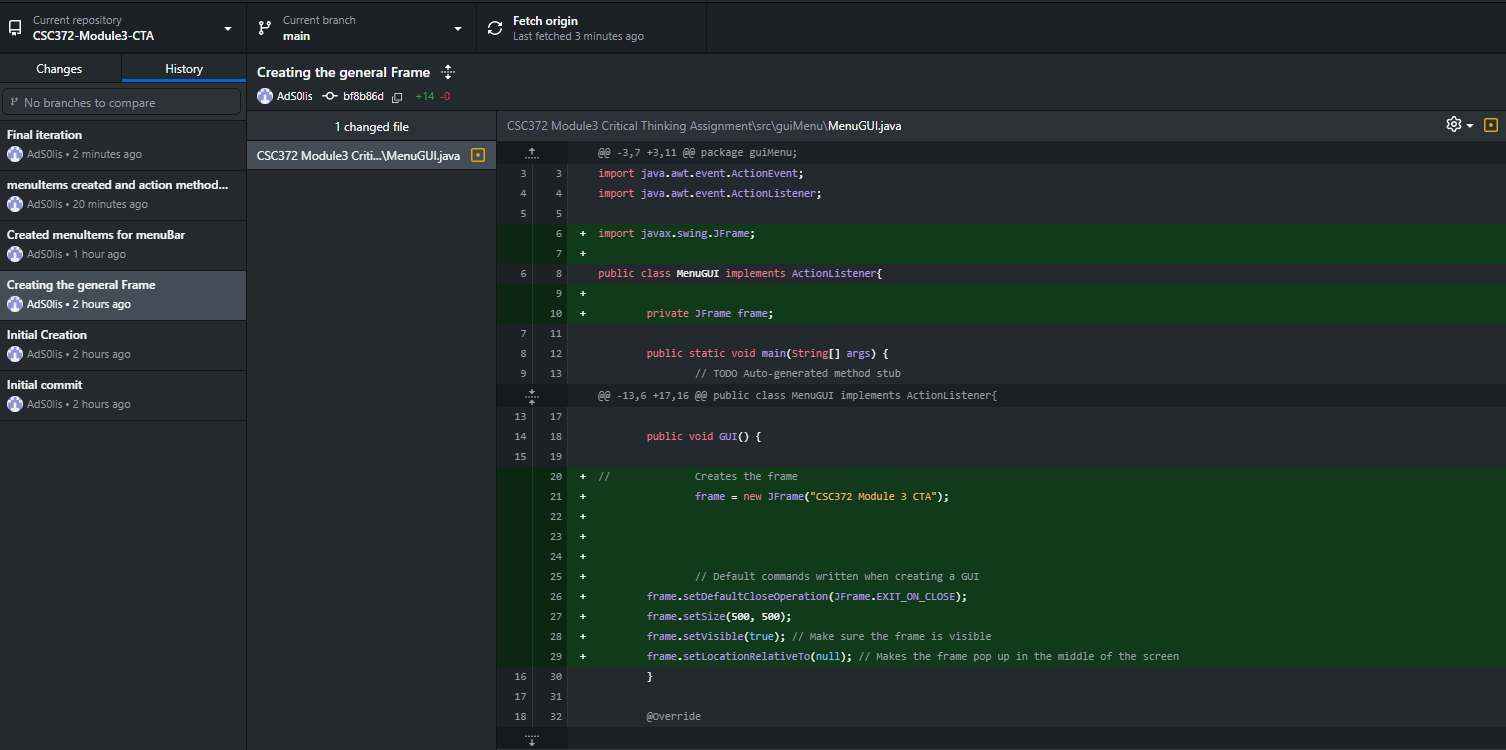 Current repository
CSC372-Module3-CTA
Current branch
main
Fetch origin
Last fetched 3 minutes ago
Changes
History
No branches to compare
Final iteration
AdS0lis • 2 minutes ago
menuItems created and action method...
AdS0lis • 20 minutes ago
Created menuItems for menuBar
AdS0lis • 1 hour ago
Creating the general Frame
AdS0lis • 2 hours ago
Initial Creation
AdS0lis • 2 hours ago
Initial commit
AdS0lis • 2 hours ago
Creating the general Frame
AdS0lis bf8b86d +14 -0
1 changed file
CSC372 Module3 Criti...\MenuGUI.java
CSC372 Module3 Critical Thinking Assignment\src\guiMenu\MenuGUI.java
@@ -3,7 +3,11 @@ package guiMenu;
3 3 import java.awt.event.ActionEvent;
4 4 import java.awt.event.ActionListener;
5 5
6 + import javax.swing.JFrame;
7 +
6 8 public class MenuGUI implements ActionListener{
9 +
10 + private JFrame frame;
7 11
8 12 public static void main(String[] args) {
9 13 // TODO Auto-generated method stub
@@ -13,6 +17,16 @@ public class MenuGUI implements ActionListener{
13 17
14 18 public void GUI() {
15 19
20 + // Creates the frame
21 + frame = new JFrame("CSC372 Module 3 CTA");
22 +
23 +
24 +
25 + // Default commands written when creating a GUI
26 + frame.setDefaultCloseOperation(JFrame.EXIT_ON_CLOSE);
27 + frame.setSize(500, 500);
28 + frame.setVisible(true); // Make sure the frame is visible
29 + frame.setLocationRelativeTo(null); // Makes the frame pop up in the middle of the screen
16 30 }
17 31
18 32 @Override